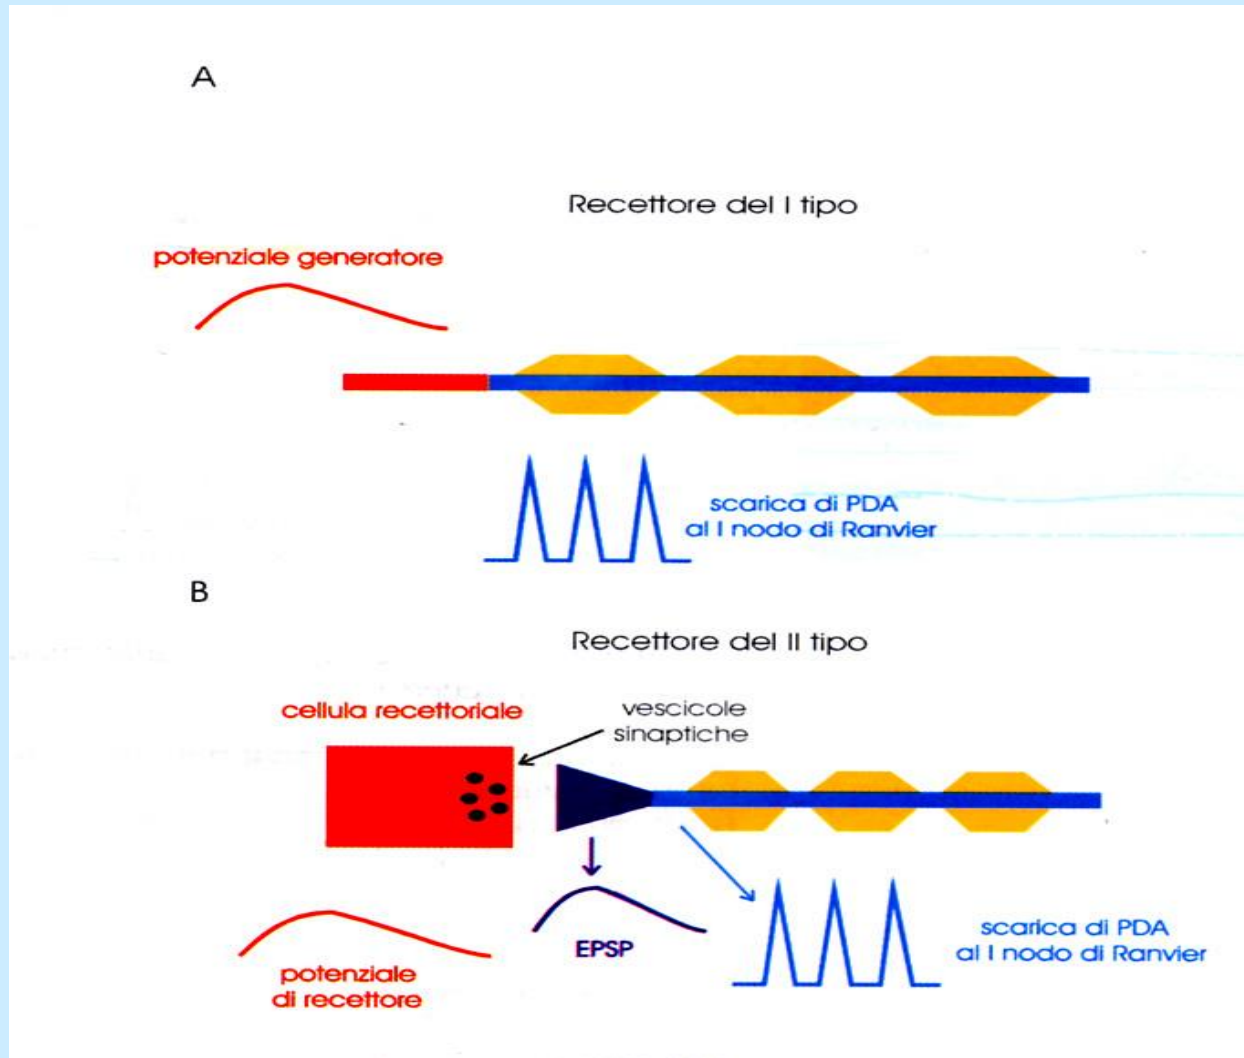 A
Recettore del I tipo
potenziale generatore
scarica di PDA
al I nodo di Ranvier
B
Recettore del II tipo
cellula recettoriale
vescicole
sinaptiche
EPSP
scarica di PDA
al I nodo di Ranvier
potenziale
di recettore